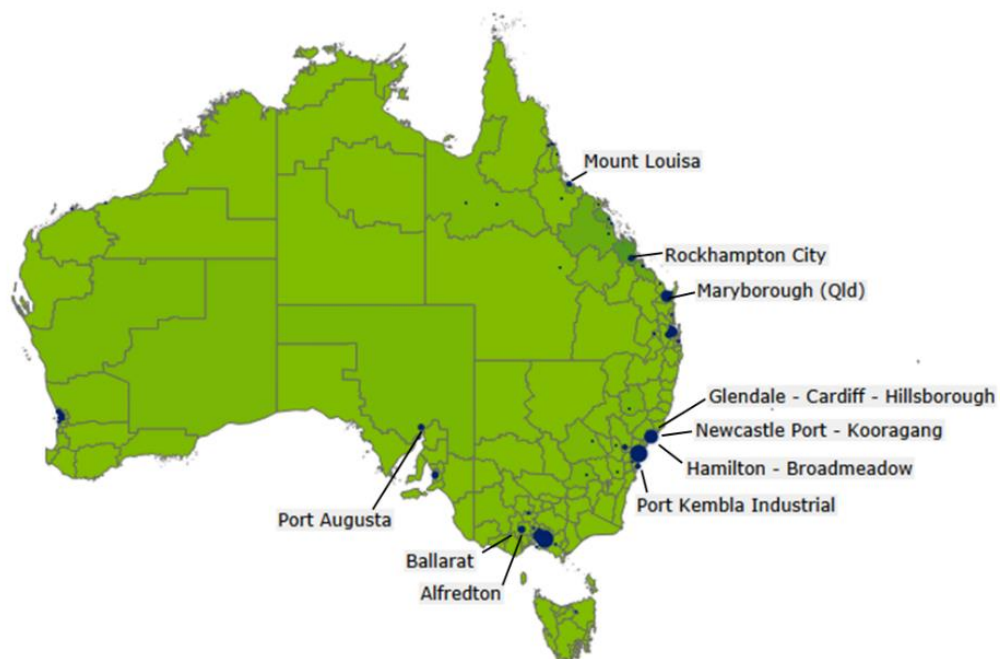 Mount Louisa
Rockhampton City
Maryborough (Qld)
Glendale - Cardiff - Hillsborough
Newcastle Port - Kooragang
Hamilton - Broadmeadow
Port Kembla Industrial
Port Augusta
Ballarat
Alfredton